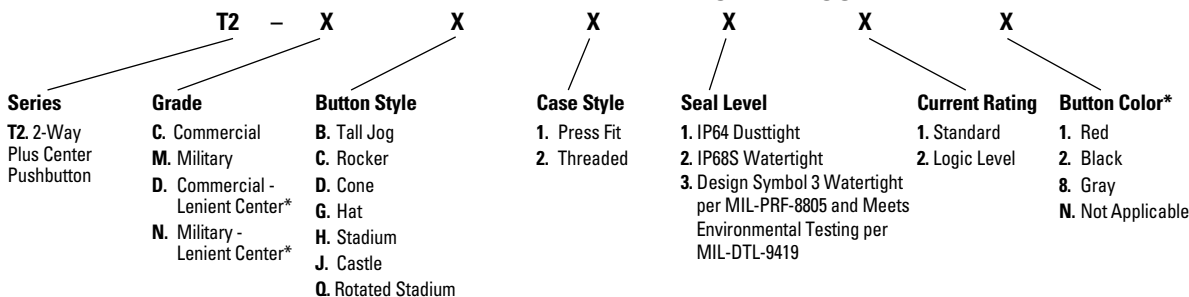 T2 – X X X X X X
Series
T2. 2-Way
Plus Center
Pushbutton
Grade
C. Commercial
M. Military
D. Commercial -
Lenient Center*
N. Military -
Lenient Center*
Button Style
B. Tall Jog
C. Rocker
D. Cone
G. Hat
H. Stadium
J. Castle
Q. Rotated Stadium
Case Style
1. Press Fit
2. Threaded
Seal Level
1. IP64 Dusttight
2. IP68S Watertight
3. Design Symbol 3 Watertight
per MIL-PRF-8805 and Meets
Environmental Testing per
MIL-DTL-9419
Current Rating
1. Standard
2. Logic Level
Button Color*
1. Red
2. Black
8. Gray
N. Not Applicable